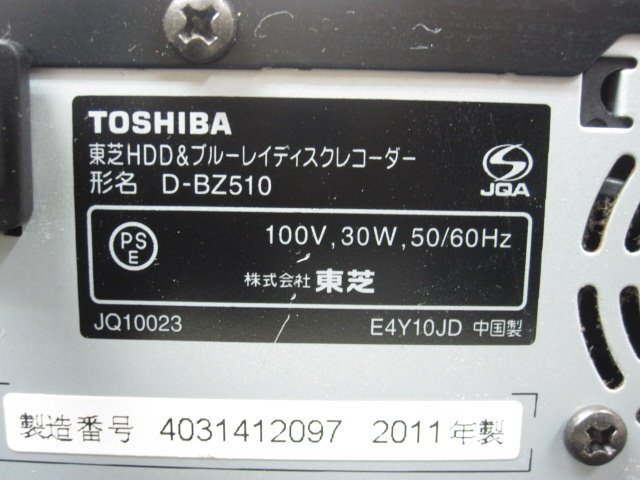 TOSHIBA
東芝HDD&ブルーレイディスクレコーダー
形名 D-BZ510
JQA
PS
E
100V,30W,50/60Hz
株式会社 東芝
JQ10023 E4Y10JD 中国製
製造番号 4031412097 2011年製